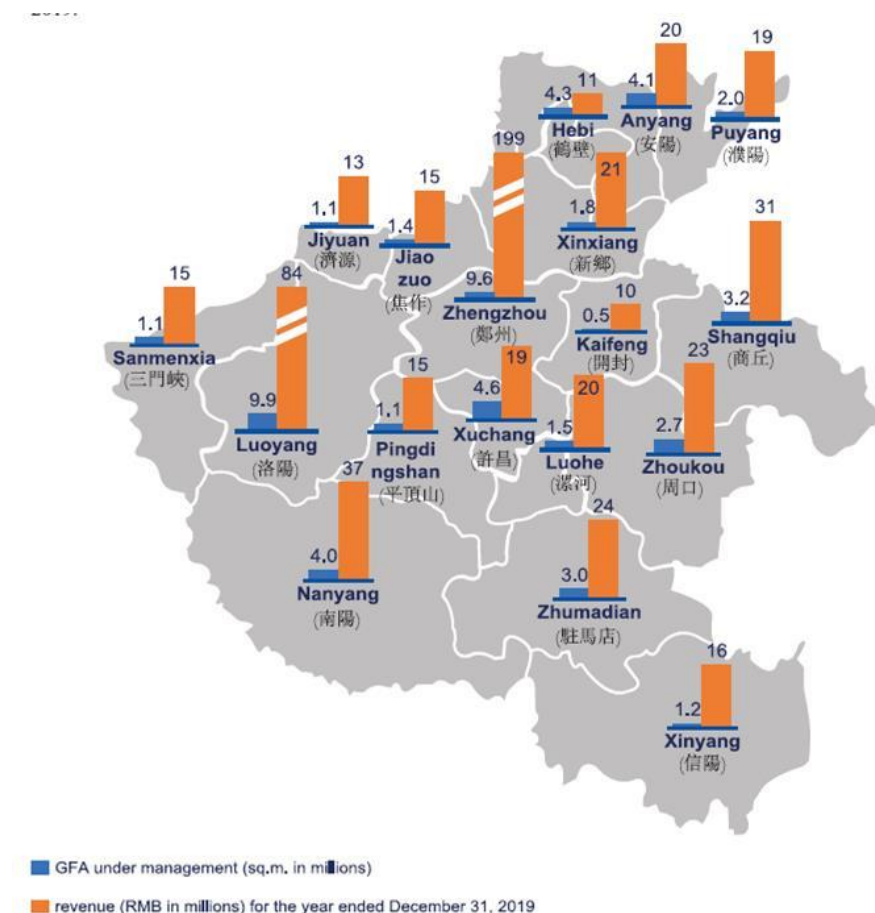 20
19
4.1
11
4.3
2.0
Anyang
(安陽)
Hebi
(鶴壁)
Puyang
(濮陽)
199
13
15
21
1.1
1.4
1.8
Jiyuan
(濟源)
Jiao
zuo
(焦作)
Xinxiang
(新鄉)
31
15
84
9.6
10
3.2
0.5
1.1
Zhengzhou
(鄭州)
Shangqiu
(商丘)
Sanmenxia
(三門峽)
Kaifeng
(開封)
15
19
23
9.9
4.6
20
1.1
2.7
1.5
Luoyang
(洛陽)
Pingdi
ngshan
(平頂山)
Xuchang
(許昌)
Luohe
(漯河)
Zhoukou
(周口)
37
24
4.0
3.0
Nanyang
(南陽)
Zhumadian
(駐馬店)
16
1.2
Xinyang
(信陽)
GFA under management (sq.m. in millions)
revenue (RMB in millions) for the year ended December 31, 2019